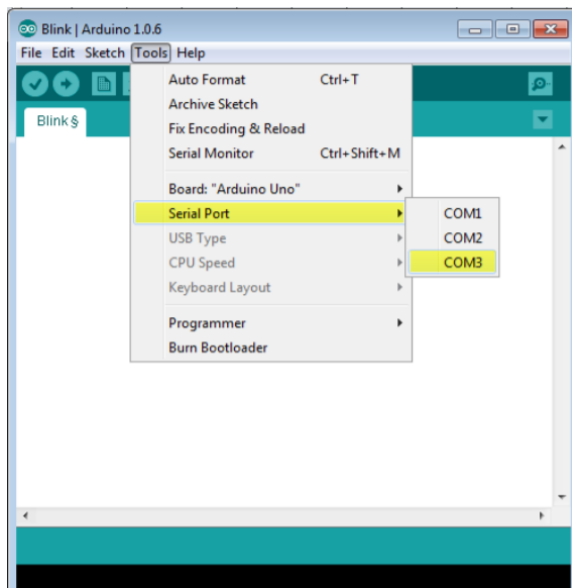 Blink | Arduino 1.0.6
File Edit Sketch Tools Help
Blink §
Auto Format Ctrl+T
Archive Sketch
Fix Encoding & Reload
Serial Monitor Ctrl+Shift+M
Board: "Arduino Uno"
Serial Port
USB Type
CPU Speed
Keyboard Layout
Programmer
Burn Bootloader
COM1
COM2
COM3